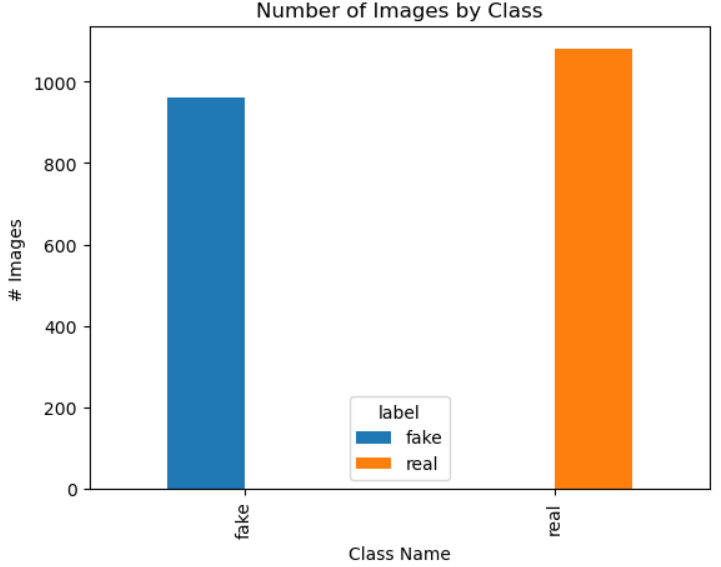 Number of Images by Class
# Images
1000
800
600
400
200
0
label
fake
real
fake
real
Class Name